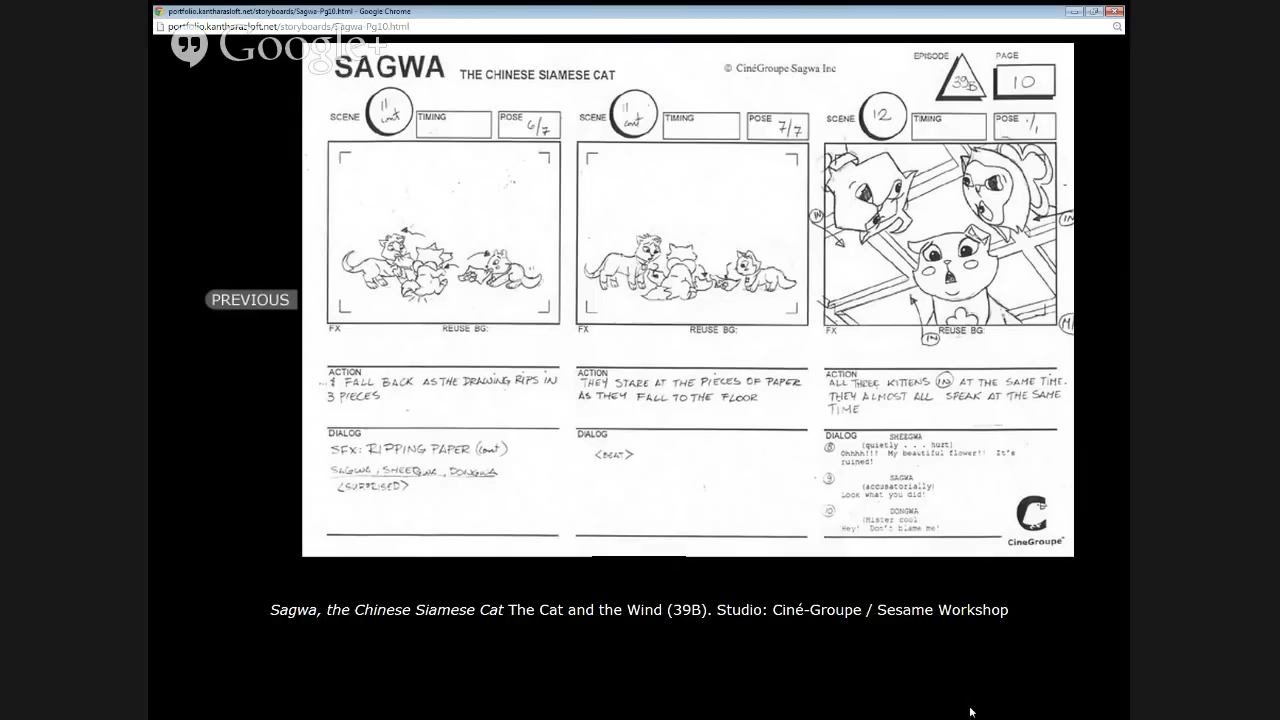 portfolio.kantharasloft.net/storyboards/Sagwa-Pg10.html - Google Chrome
portfolio.kantharasloft.net/storyboards/Sagwa-Pg10.html
Google+
SAGWA THE CHINESE SIAMESE CAT
© CinéGroupe Sagwa Inc
EPISODE 39B PAGE 10
SCENE 11 cont TIMING POSE 6/7
SCENE 11 cont TIMING POSE 7/7
SCENE 12 TIMING POSE 1/1
IN
IN
IN
PREVIOUS
FX REUSE BG:
FX REUSE BG:
FX REUSE BG:
ACTION
& FALL BACK AS THE DRAWING RIPS IN
3 PIECES
ACTION
THEY STARE AT THE PIECES OF PAPER
AS THEY FALL TO THE FLOOR
ACTION
ALL THREE KITTENS IN AT THE SAME TIME.
THEY ALMOST ALL SPEAK AT THE SAME
TIME
DIALOG
SFX: RIPPING PAPER (cont)
SAGWA, SHEEGWA, DONGWA
<SURPRISED>
DIALOG
<BEAT>
DIALOG SHEEGWA
8 (quietly . . . hurt)
Ohhhh!!! My beautiful flower!! It's
ruined!
9 SAGWA
(accusatorially)
Look what you did!
10 DONGWA
(Mister cool
Hey! Don't blame me!
CineGroupe
Sagwa, the Chinese Siamese Cat The Cat and the Wind (39B). Studio: Ciné-Groupe / Sesame Workshop